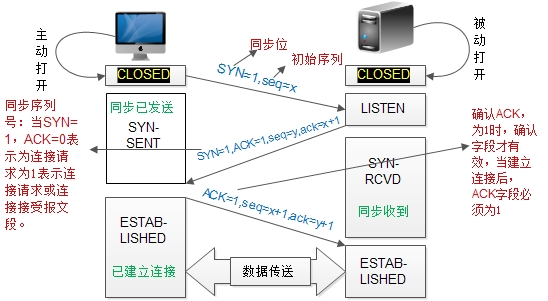 主
动
打
开
被
动
打
开
同步位
初始序列
CLOSED
CLOSED
SYN=1,seq=x
同步序列
号：当SYN=
1，ACK=0表
示为连接请
求为1表示连
接请求或连
接接受报文
段。
同步已发送
SYN-
SENT
LISTEN
SYN=1,ACK=1,seq=y,ack=x+1
确认ACK，
为1时，确认
字段才有
效，当建立
连接后，
ACK字段必
须为1
SYN-
RCVD
同步收到
ACK=1,seq=x+1,ack=y+1
ESTAB-
LISHED
已建立连接
数据传送
ESTAB-
LISHED